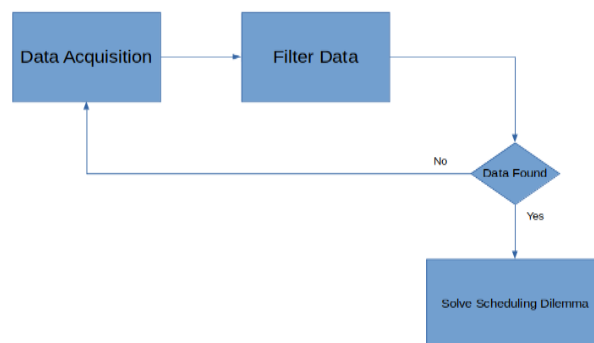 Data Acquisition
Filter Data
No
Data Found
Yes
Solve Scheduling Dilemma